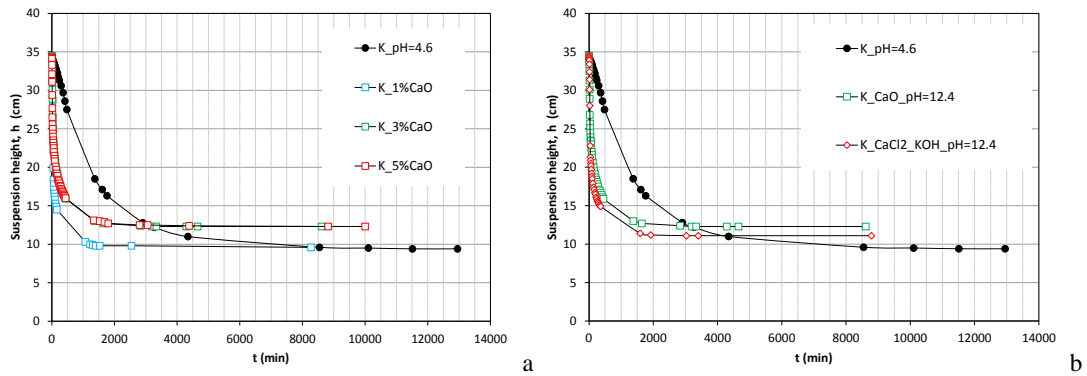 Suspension height, h (cm)
40
35
30
25
20
15
10
5
0
K_pH=4.6
K_1%CaO
K_3%CaO
K_5%CaO
0 2000 4000 6000 8000 10000 12000 14000
t (min)
a
Suspension height, h (cm)
40
35
30
25
20
15
10
5
0
K_pH=4.6
K_CaO_pH=12.4
K_CaCl2_KOH_pH=12.4
0 2000 4000 6000 8000 10000 12000 14000
t (min)
b